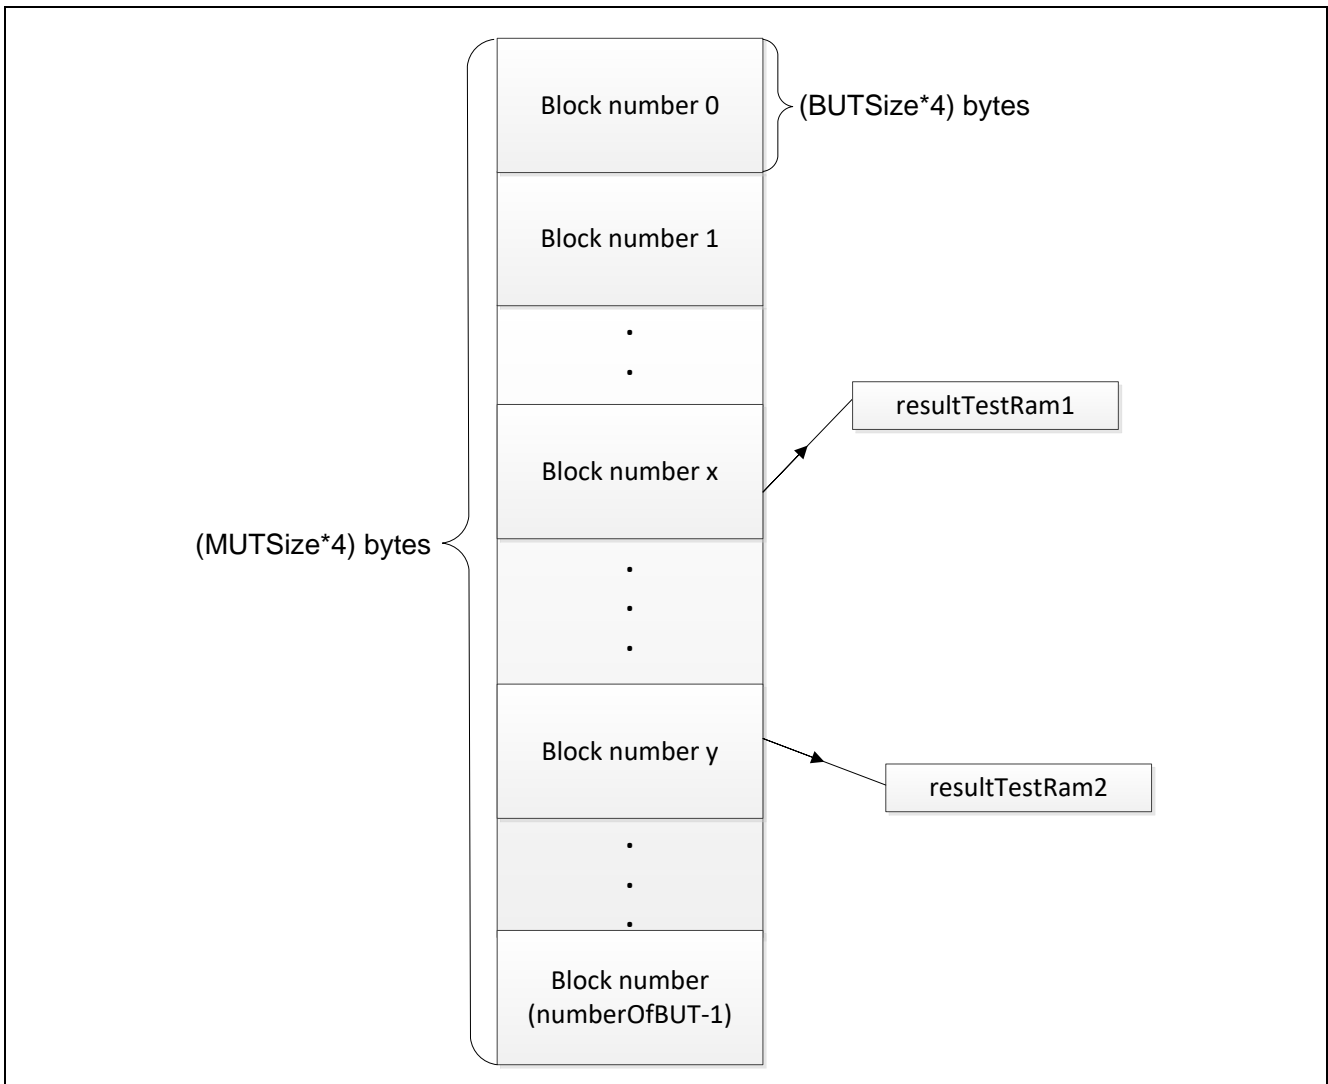 Block number 0
(BUTSize*4) bytes
Block number 1
.
.
resultTestRam1
Block number x
(MUTSize*4) bytes
.
.
.
Block number y
resultTestRam2
.
.
.
Block number
(numberOfBUT-1)